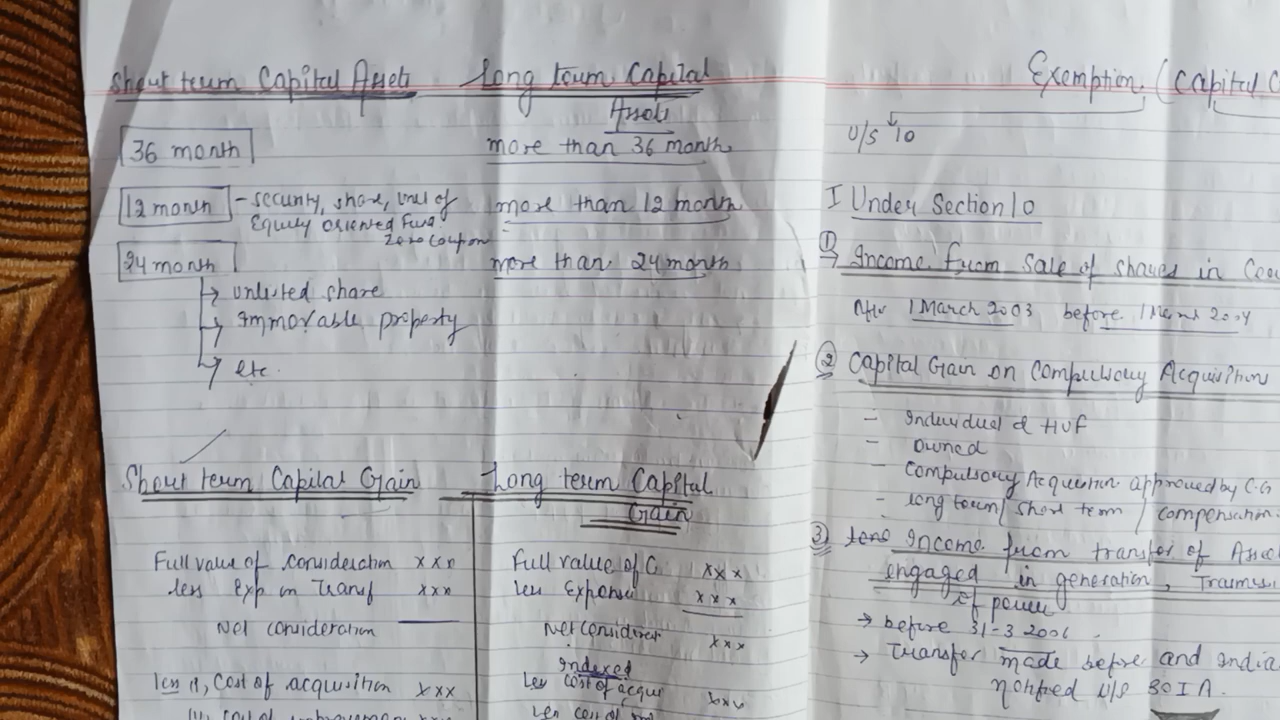 Short term Capital Assets
36 month
12 month - security, share, unit of
Equity oriented Fund
Zero coupon
24 month
→ unlisted share
→ Immovable property
→ etc.
Long term Capital
Assets
more than 36 month
more than 12 month
more than 24 month
Short term Capital Gain
Full value of consideration xxx
less Exp on Transf xxx
Net consideration
less i, Cost of acquisition xxx
Long term Capital
Gain
Full value of C. xxx
less Expense xxx
Net consider xxx
Indexed
Less cost of acqui xxx
Exemption (Capital
U/S 10
I Under Section 10
① Income from Sale of shares in
After 1 March 2003 before 1 2004
② Capital Gain on Compulsory Acquisition
- Individual & HUF
- owned
- Compulsory Acquisition approved by C.G
- long term / short term / compensation.
③ Income from transfer of
engaged in generation,
of power
→ before 31-3 2006
→ Transfer made before and India
notified U/S 80IA.